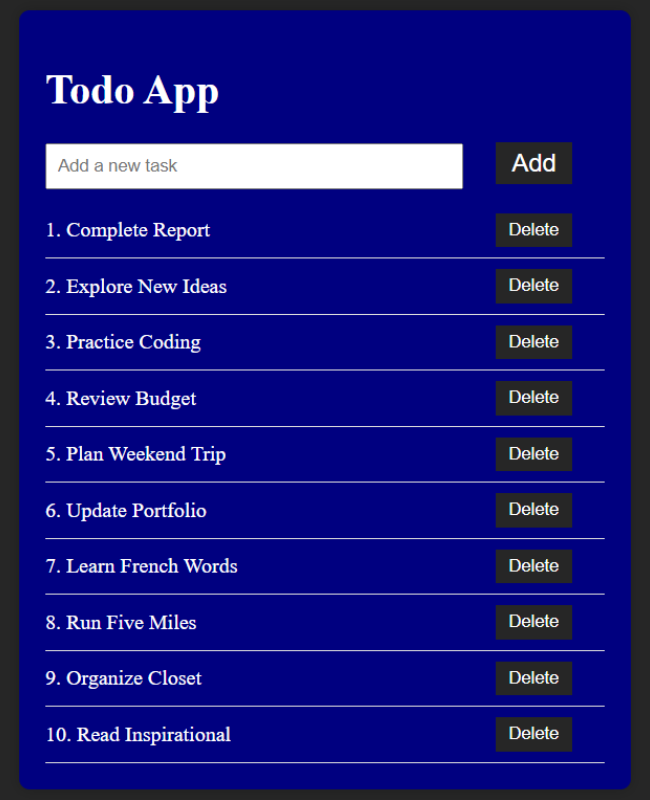 Todo App
Add a new task Add
1. Complete Report Delete
2. Explore New Ideas Delete
3. Practice Coding Delete
4. Review Budget Delete
5. Plan Weekend Trip Delete
6. Update Portfolio Delete
7. Learn French Words Delete
8. Run Five Miles Delete
9. Organize Closet Delete
10. Read Inspirational Delete